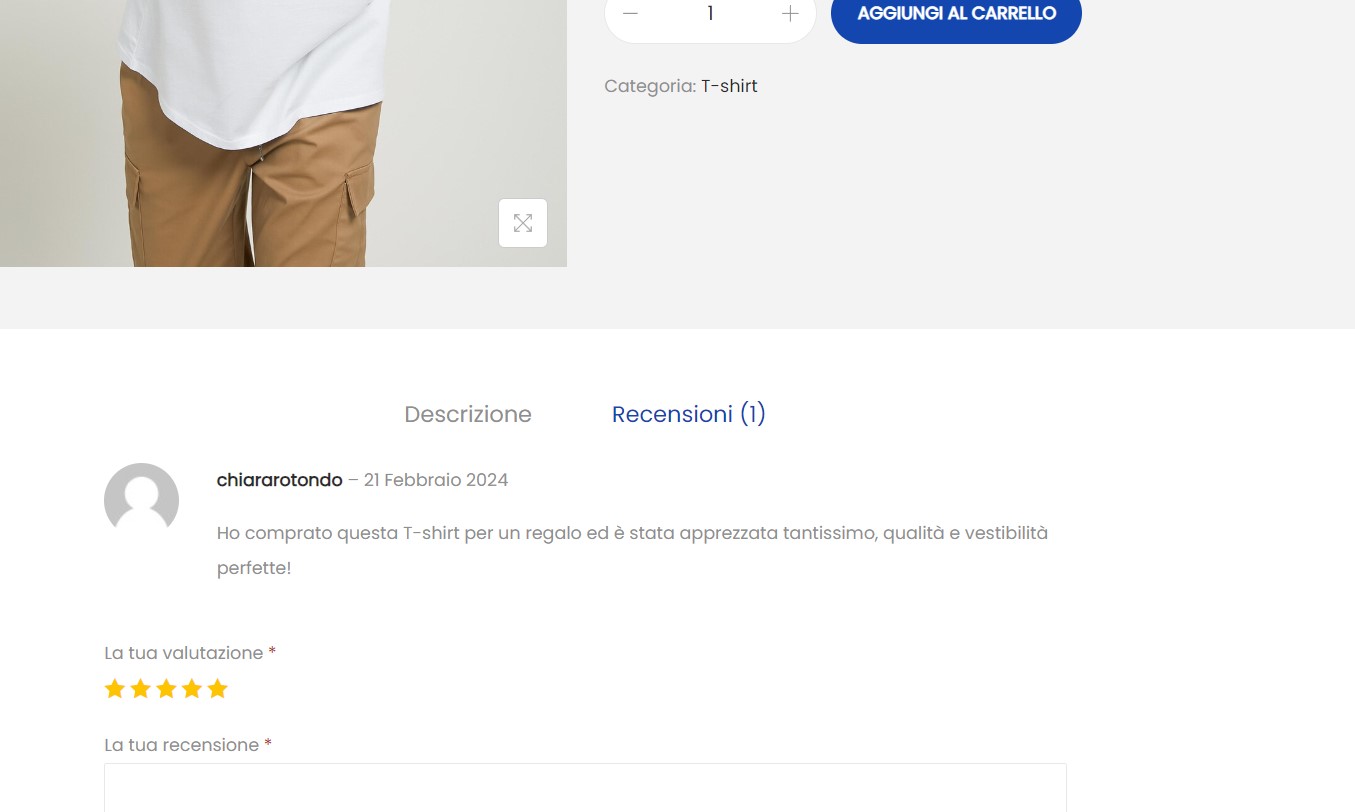 1
AGGIUNGI AL CARRELLO
Categoria: T-shirt
Descrizione
Recensioni (1)
chiararotondo – 21 Febbraio 2024
Ho comprato questa T-shirt per un regalo ed è stata apprezzata tantissimo, qualità e vestibilità
perfette!
La tua valutazione *
La tua recensione *